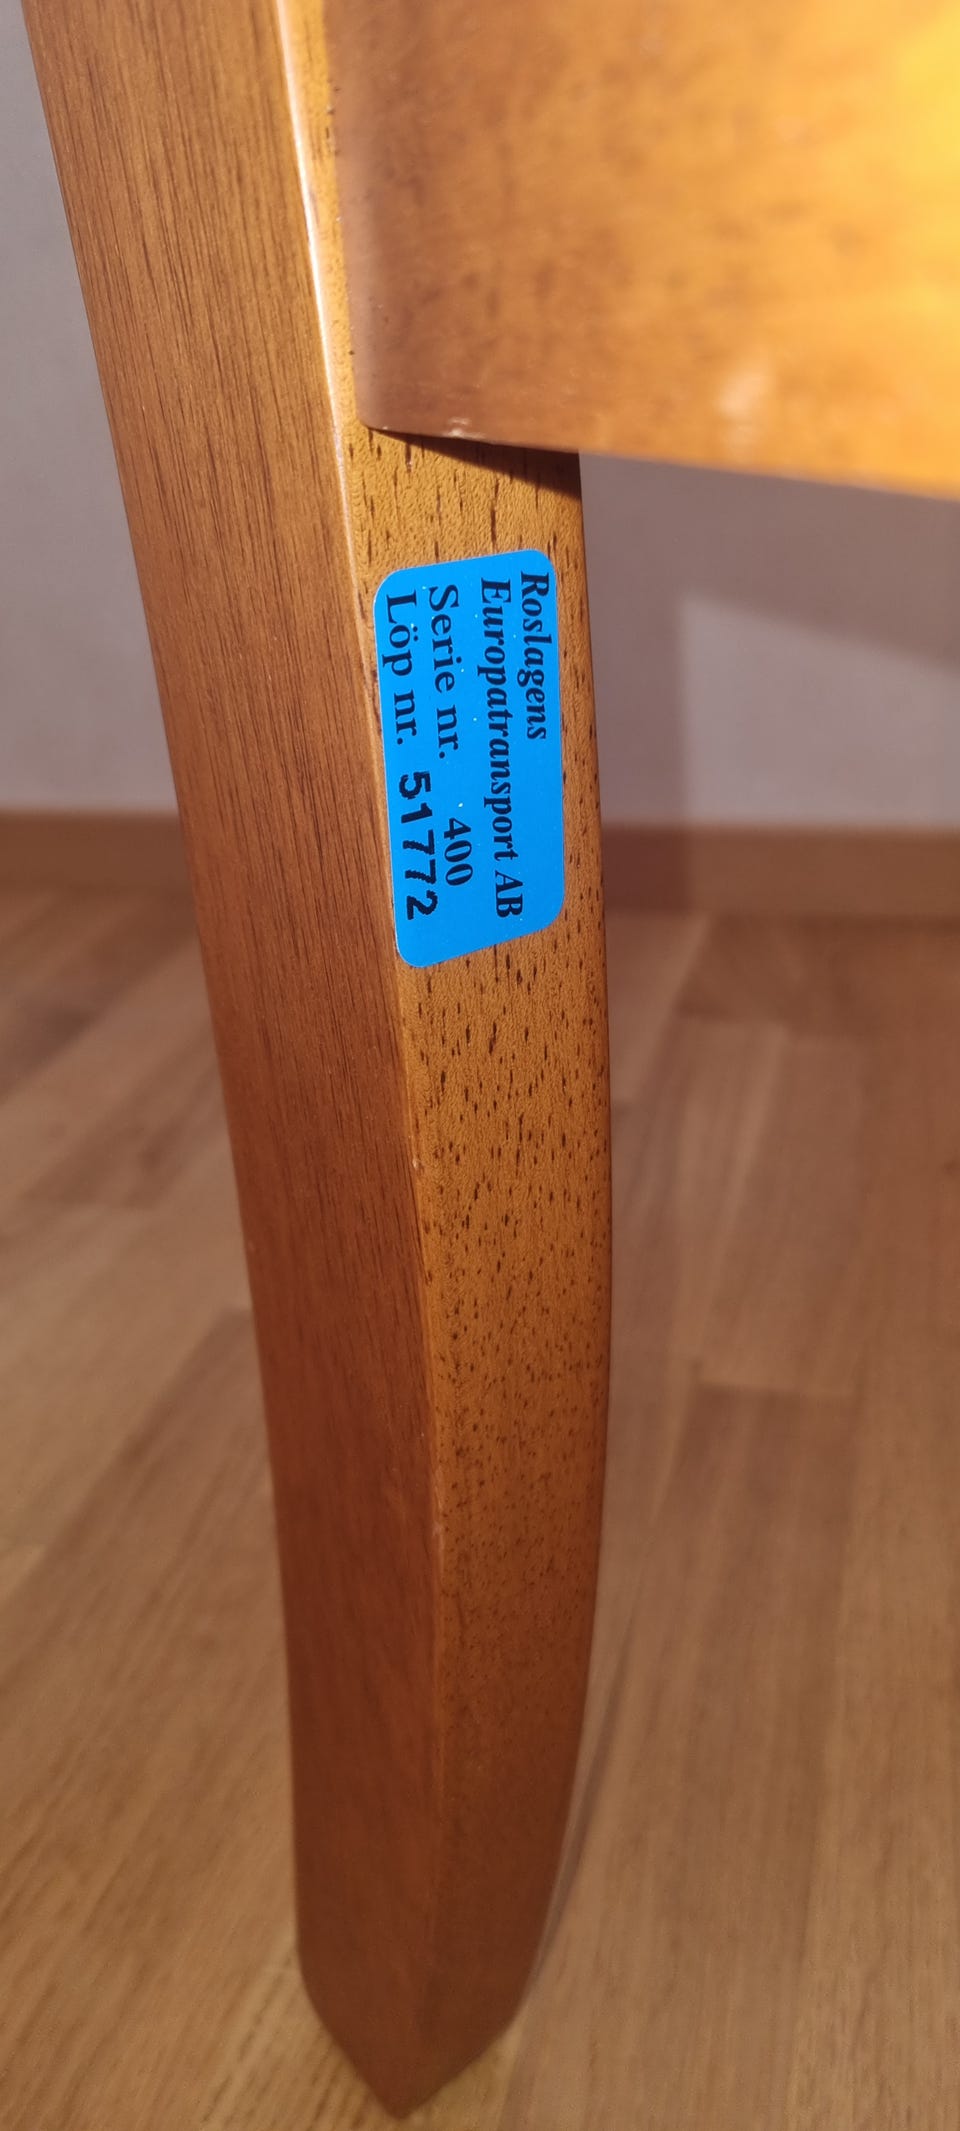 Roslagens
Europatransport AB
Serie nr. 400
Löp nr. 51772